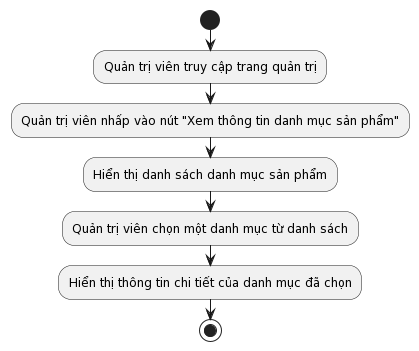 Quản trị viên truy cập trang quản trị
Quản trị viên nhấp vào nút "Xem thông tin danh mục sản phẩm"
Hiển thị danh sách danh mục sản phẩm
Quản trị viên chọn một danh mục từ danh sách
Hiển thị thông tin chi tiết của danh mục đã chọn